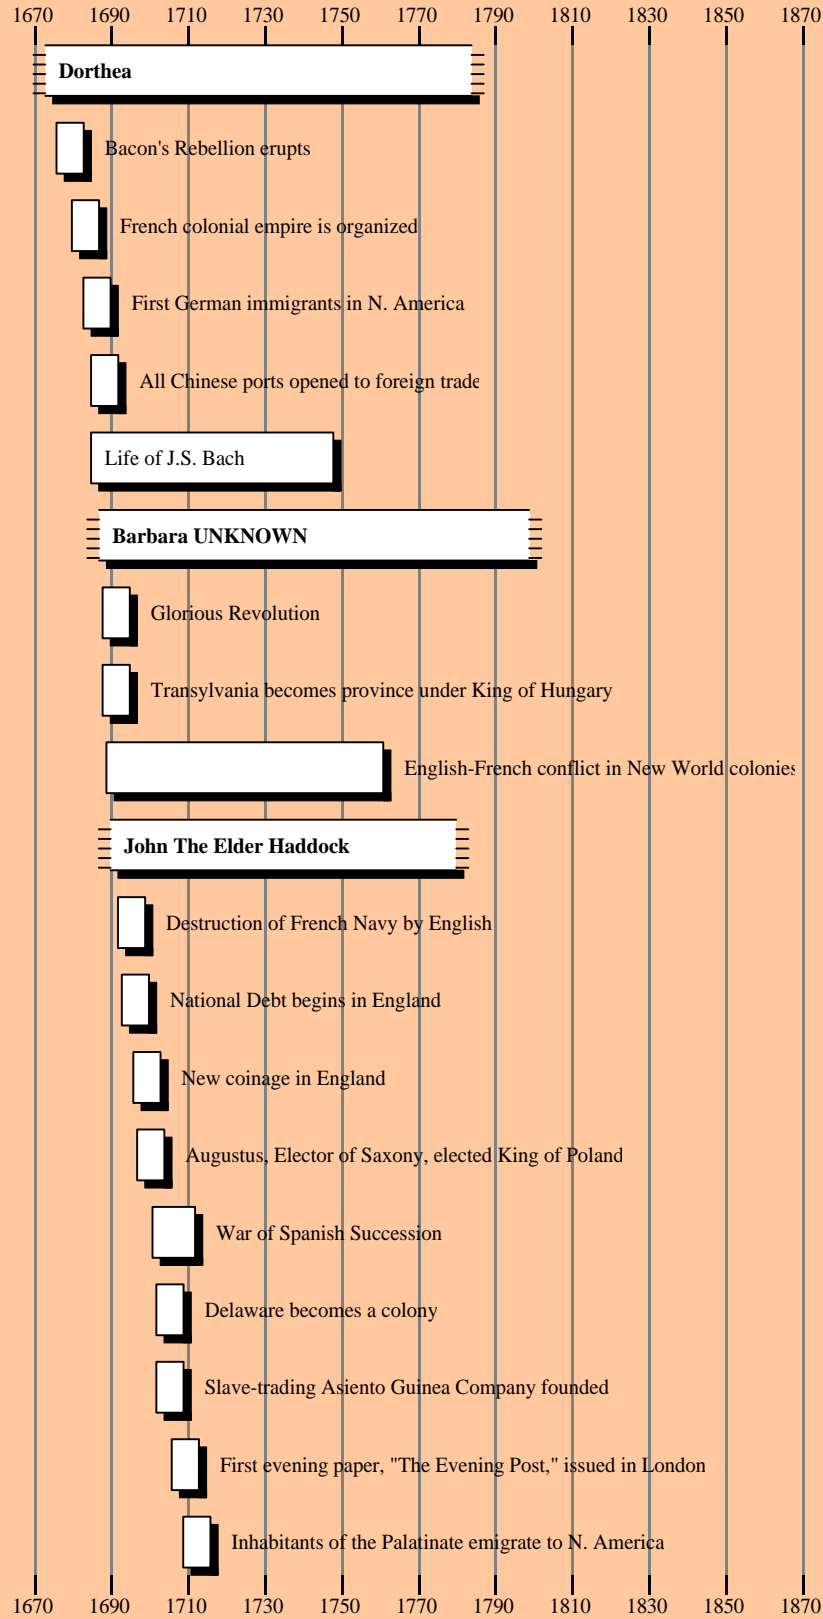 1670 1690 1710 1730 1750 1770 1790 1810 1830 1850 1870
Dorthea
Bacon's Rebellion erupts
French colonial empire is organized
First German immigrants in N. America
All Chinese ports opened to foreign trade
Life of J.S. Bach
Barbara UNKNOWN
Glorious Revolution
Transylvania becomes province under King of Hungary
English-French conflict in New World colonies
John The Elder Haddock
Destruction of French Navy by English
National Debt begins in England
New coinage in England
Augustus, Elector of Saxony, elected King of Poland
War of Spanish Succession
Delaware becomes a colony
Slave-trading Asiento Guinea Company founded
First evening paper, "The Evening Post," issued in London
Inhabitants of the Palatinate emigrate to N. America
1670 1690 1710 1730 1750 1770 1790 1810 1830 1850 1870